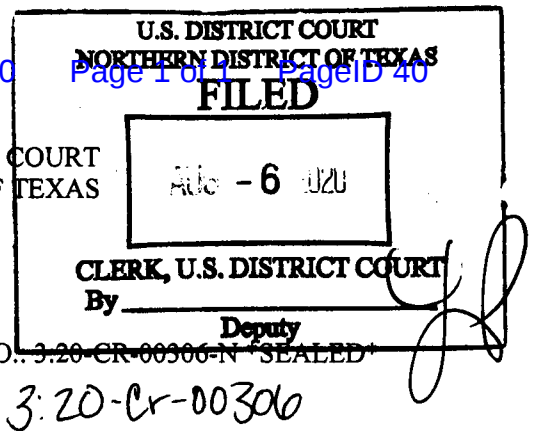 U.S. DISTRICT COURT
NORTHERN DISTRICT OF TEXAS
Page 1 of 1 PageID 40
FILED
COURT
TEXAS
- 6
CLERK, U.S. DISTRICT COURT
By
Deputy
3:20-CR-00306-N *SEALED*
3:20-Cr-00306